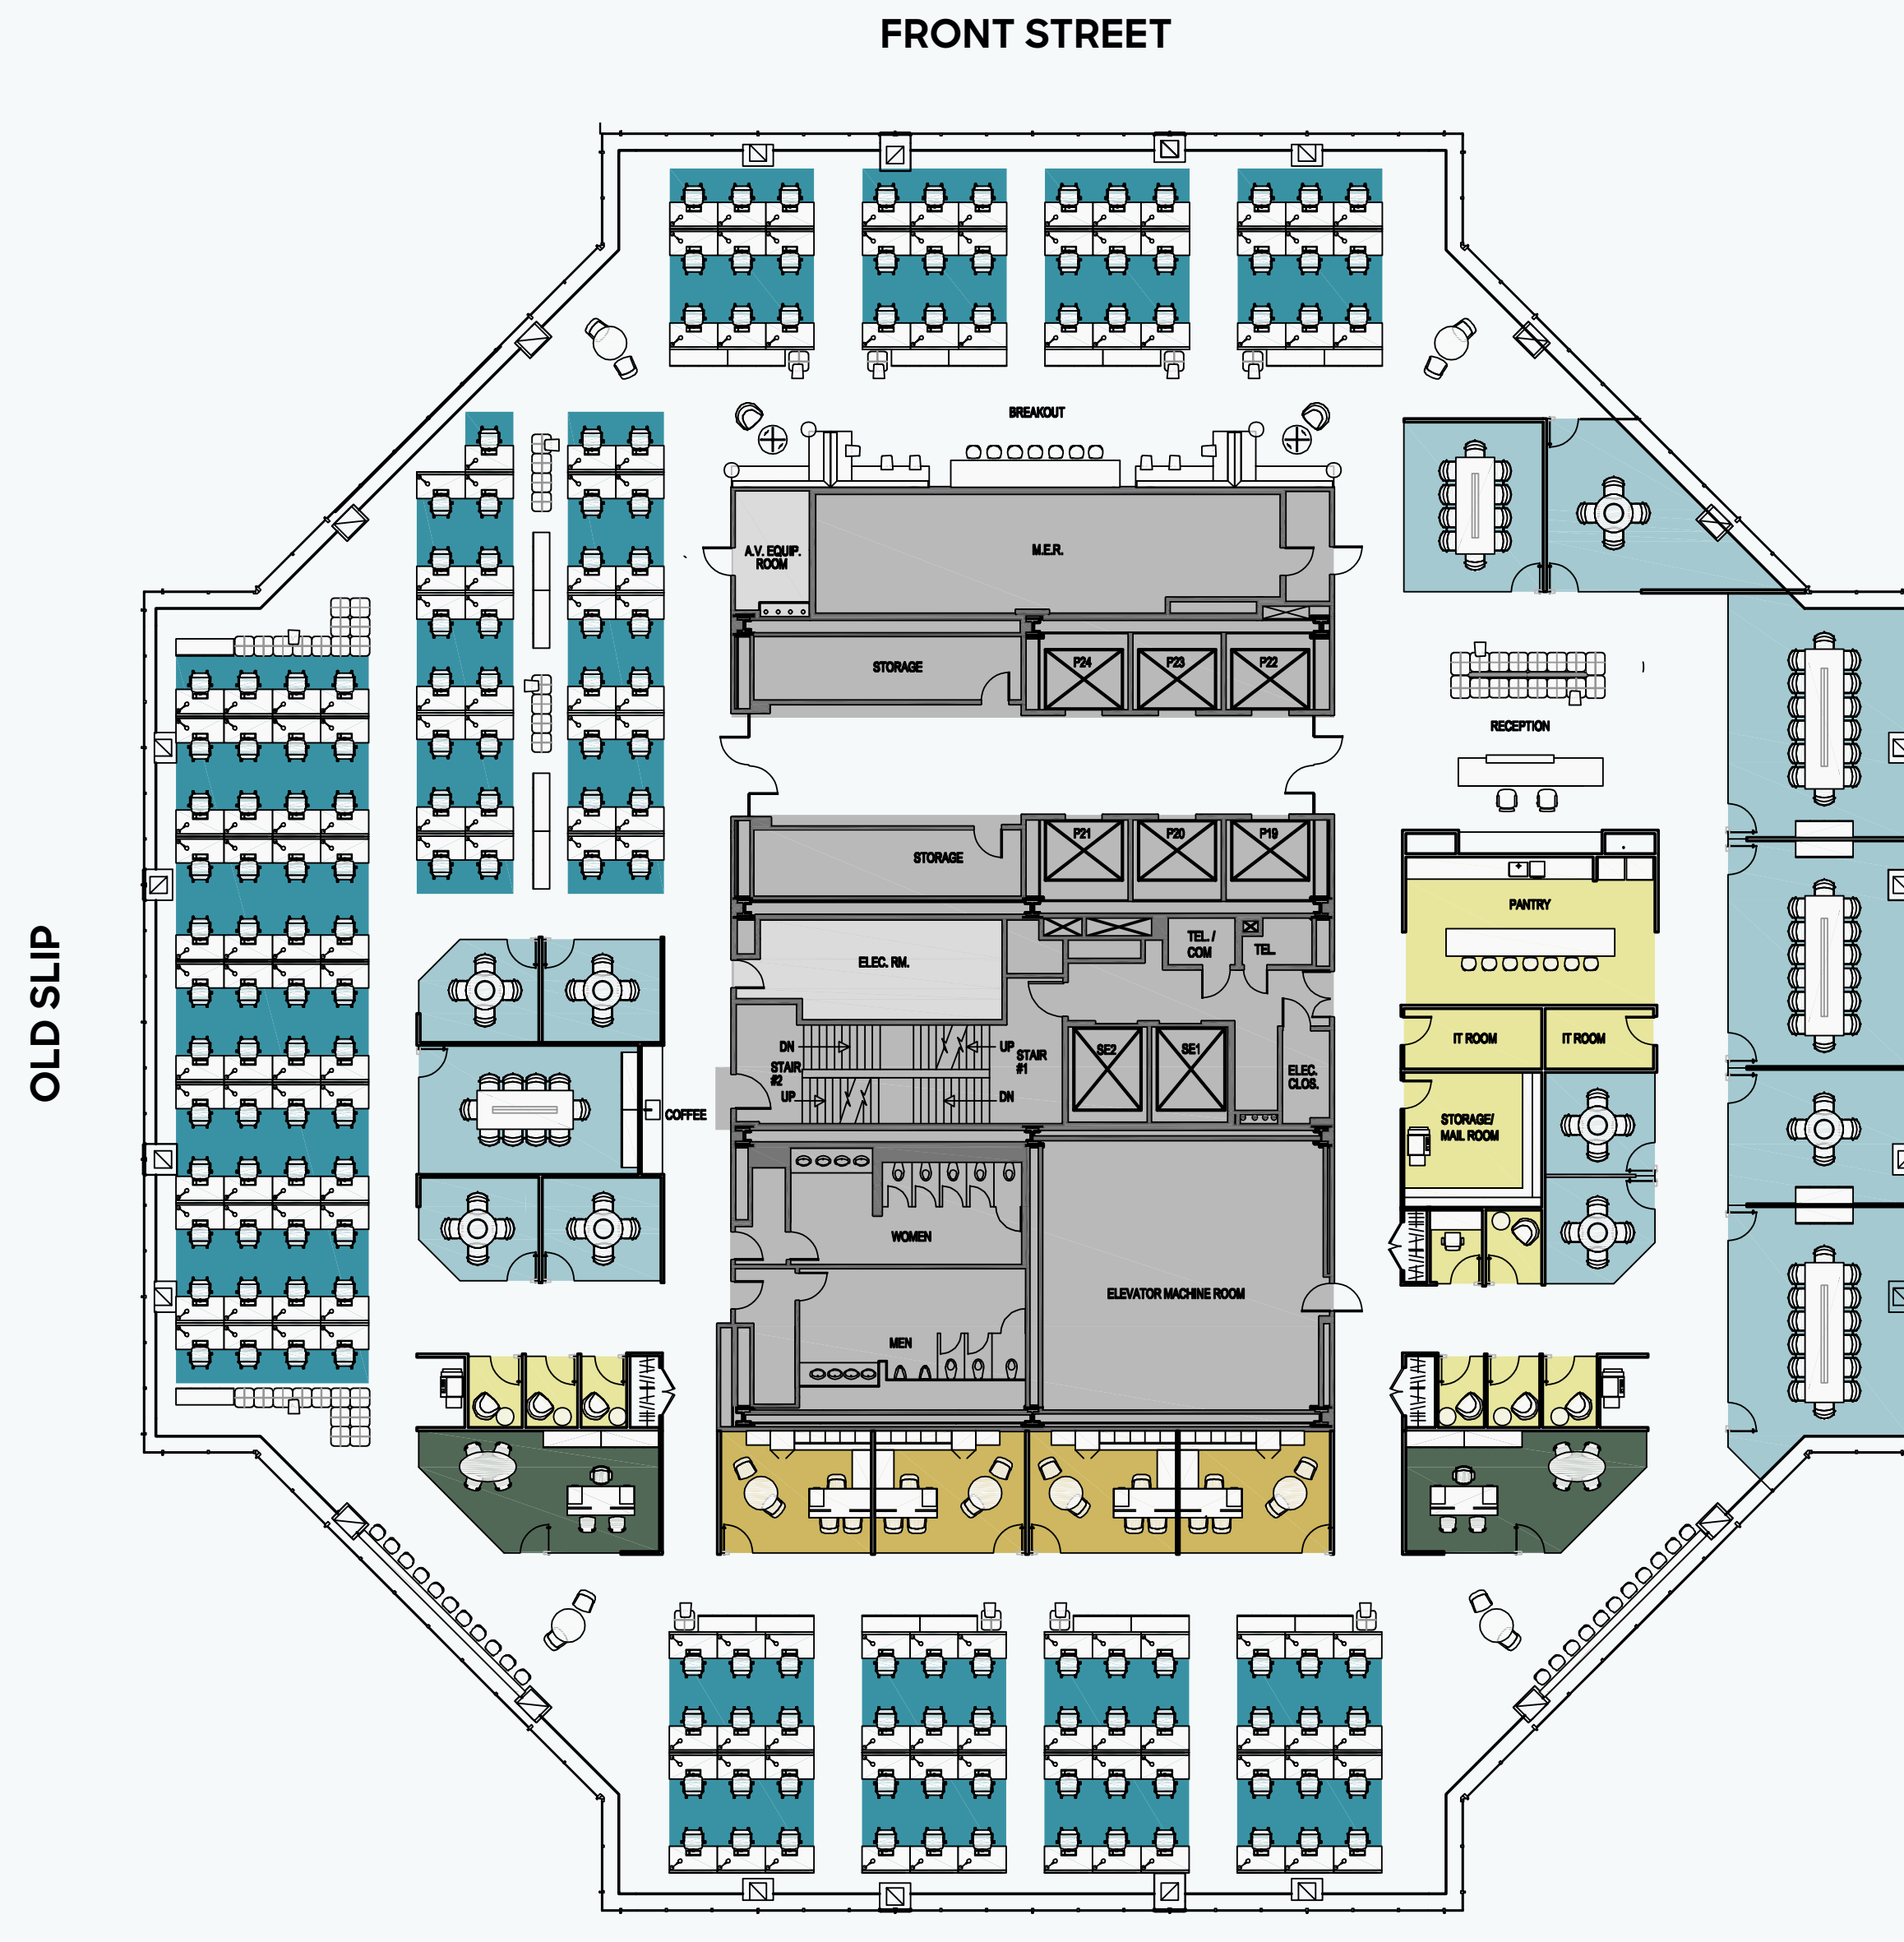 FRONT STREET
OLD SLIP
BREAKOUT
A.V. EQUIP.
ROOM
M.E.R.
STORAGE
P24
P23
P22
RECEPTION
STORAGE
P21
P20
P19
PANTRY
ELEC. RM.
TEL. /
COM
TEL.
IT ROOM
IT ROOM
DN
UP
STAIR
#1
STAIR
#2
UP
DN
SE2
SE1
ELEC.
CLOS.
COFFEE
STORAGE/
MAIL ROOM
WOMEN
ELEVATOR MACHINE ROOM
MEN